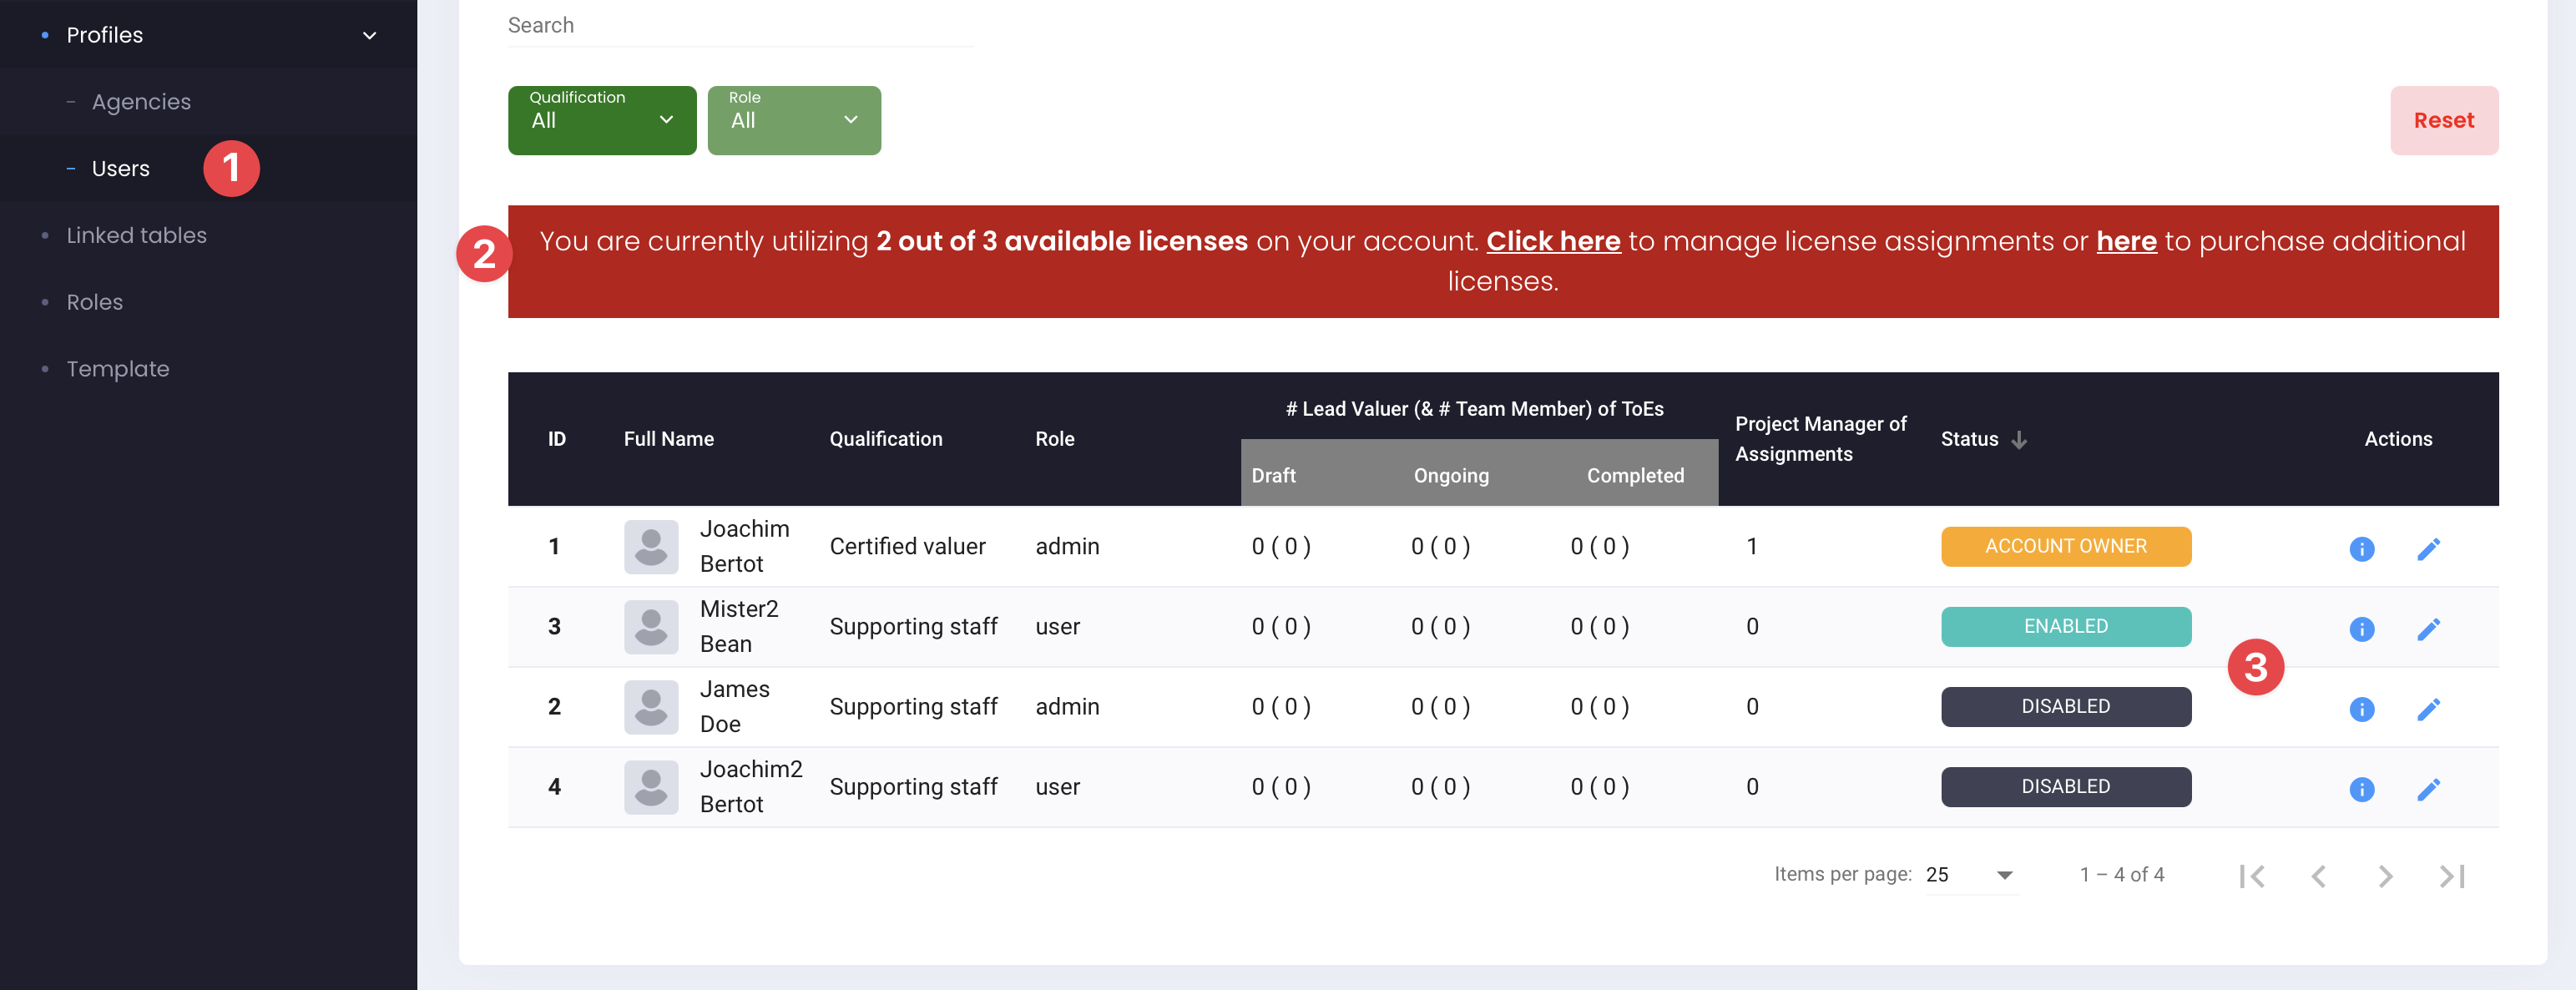 Profiles
- Agencies
- Users
1
Linked tables
Roles
Template
Search
Qualification
All
Role
All
Reset
2
You are currently utilizing 2 out of 3 available licenses on your account. Click here to manage license assignments or here to purchase additional
licenses.
ID Full Name Qualification Role # Lead Valuer (& # Team Member) of ToEs Project Manager of Assignments Status Actions
Draft Ongoing Completed
1 Joachim Bertot Certified valuer admin 0 ( 0 ) 0 ( 0 ) 0 ( 0 ) 1 ACCOUNT OWNER
3 Mister2 Bean Supporting staff user 0 ( 0 ) 0 ( 0 ) 0 ( 0 ) 0 ENABLED
3
2 James Doe Supporting staff admin 0 ( 0 ) 0 ( 0 ) 0 ( 0 ) 0 DISABLED
4 Joachim2 Bertot Supporting staff user 0 ( 0 ) 0 ( 0 ) 0 ( 0 ) 0 DISABLED
Items per page: 25 1 – 4 of 4